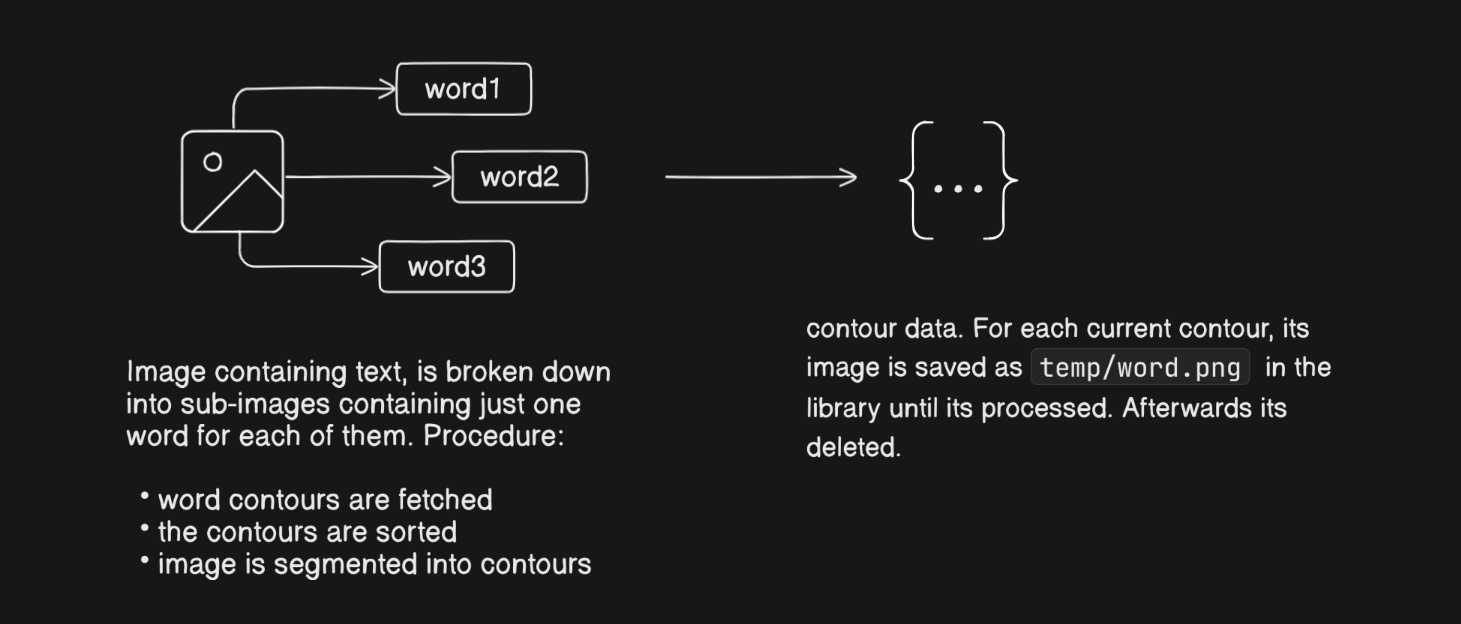 word1
word2
word3
{...}
Image containing text, is broken down
into sub-images containing just one
word for each of them. Procedure:
• word contours are fetched
• the contours are sorted
• image is segmented into contours
contour data. For each current contour, its
image is saved as temp/word.png in the
library until its processed. Afterwards its
deleted.